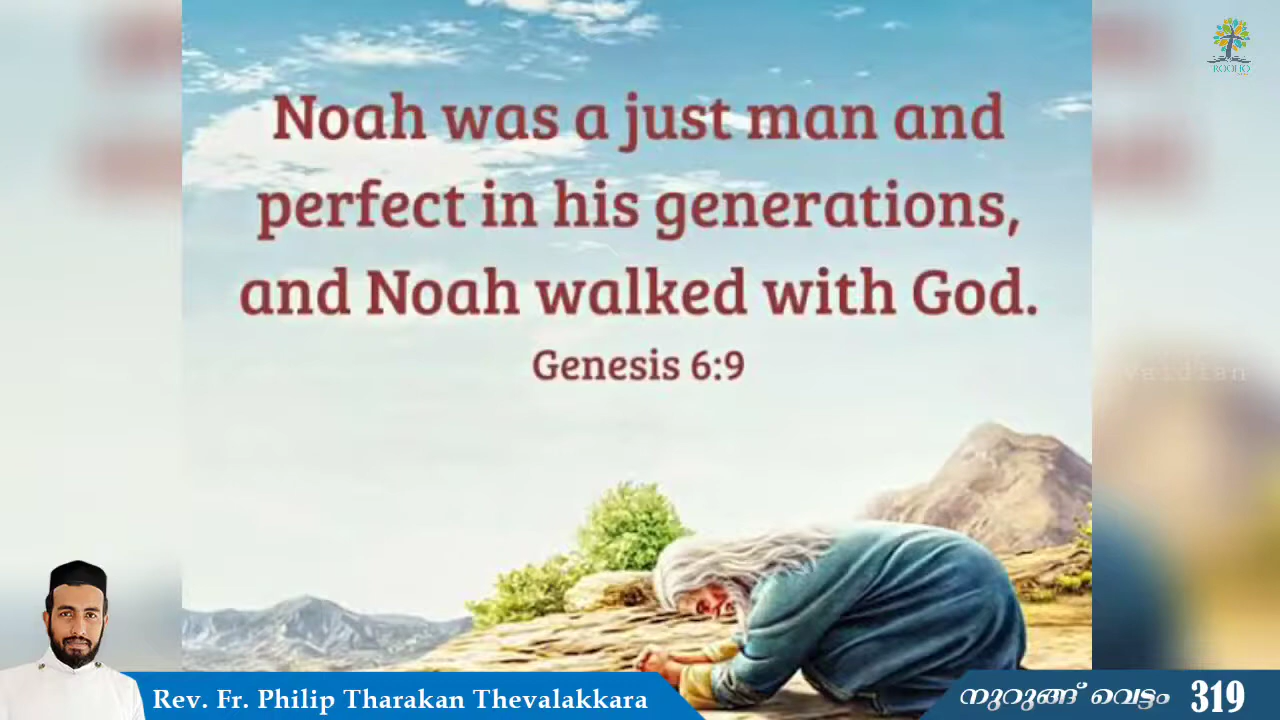 Noah was a just man and
perfect in his generations,
and Noah walked with God.
Genesis 6:9
ROOHO
Rev. Fr. Philip Tharakan Thevalakkara
നുറുങ്ങ് വെട്ടം 319